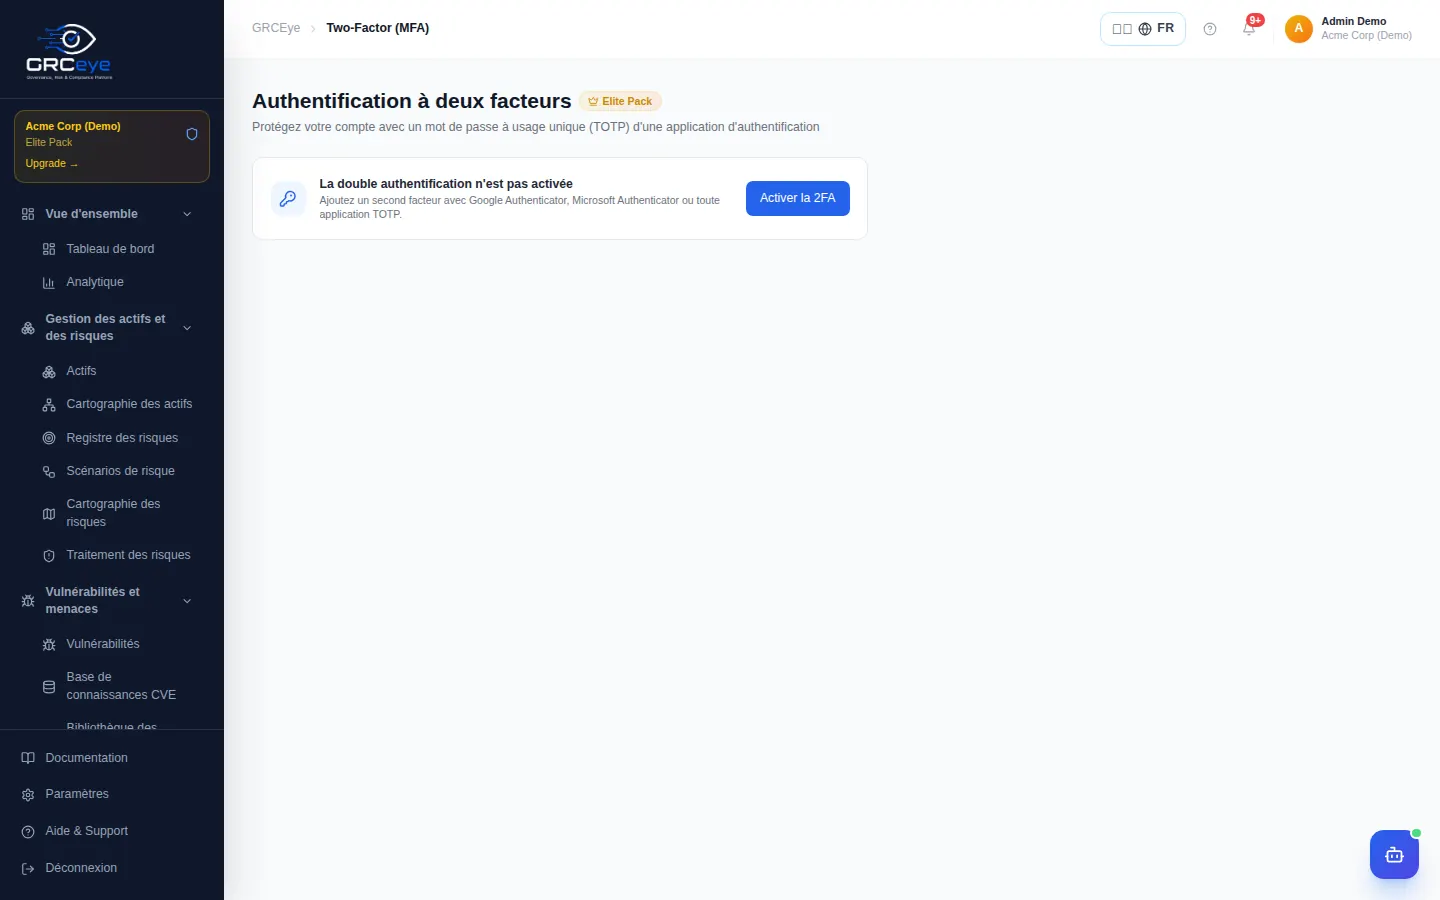 GRCeye
Governance, Risk & Compliance Platform
Acme Corp (Demo)
Elite Pack
Upgrade →
Vue d'ensemble
Tableau de bord
Analytique
Gestion des actifs et
des risques
Actifs
Cartographie des actifs
Registre des risques
Scénarios de risque
Cartographie des
risques
Traitement des risques
Vulnérabilités et
menaces
Vulnérabilités
Base de
connaissances CVE
Bibliothèque des
Documentation
Paramètres
Aide & Support
Déconnexion
GRCEye > Two-Factor (MFA)
FR
9+
A
Admin Demo
Acme Corp (Demo)
Authentification à deux facteurs Elite Pack
Protégez votre compte avec un mot de passe à usage unique (TOTP) d'une application d'authentification
La double authentification n'est pas activée
Ajoutez un second facteur avec Google Authenticator, Microsoft Authenticator ou toute
application TOTP.
Activer la 2FA